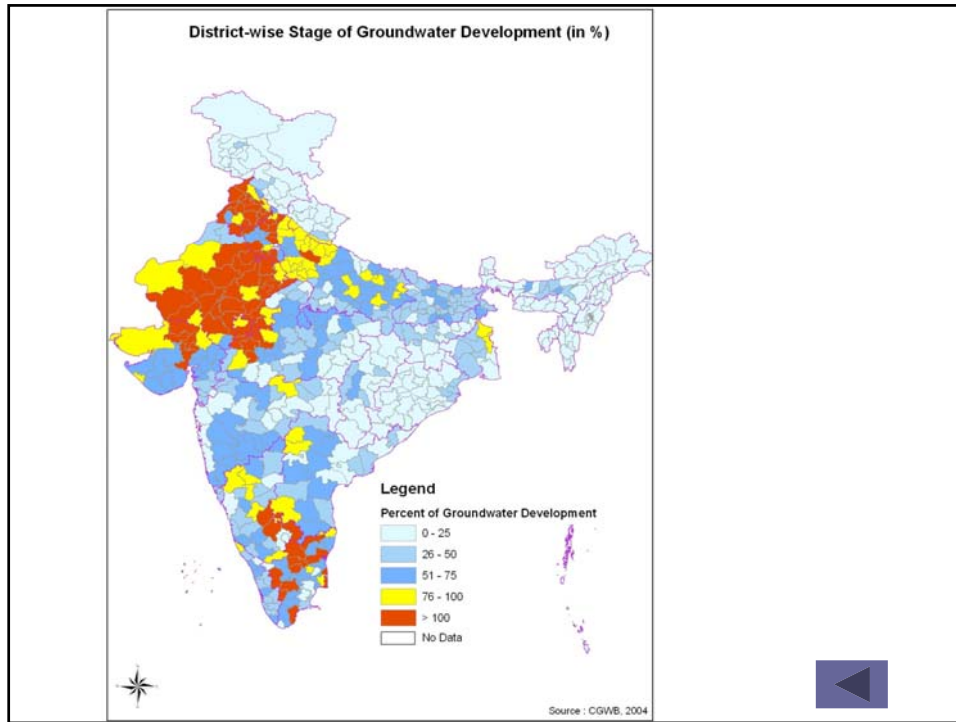 District-wise Stage of Groundwater Development (in %)
Legend
Percent of Groundwater Development
0 - 25
26 - 50
51 - 75
76 - 100
> 100
No Data
Source : CGWB, 2004